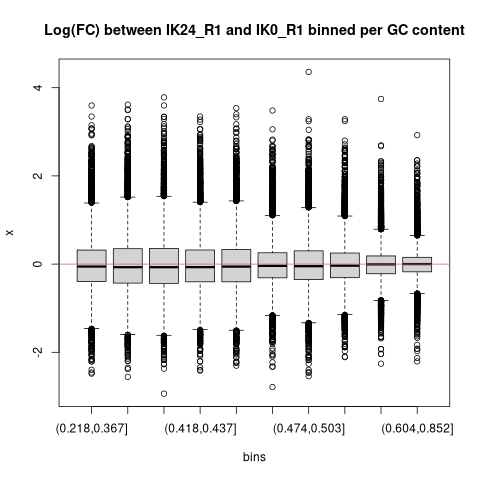 Log(FC) between IK24_R1 and IK0_R1 binned per GC content
4
2
0
-2
x
(0.218,0.367]
(0.418,0.437]
(0.474,0.503]
(0.604,0.852]
bins